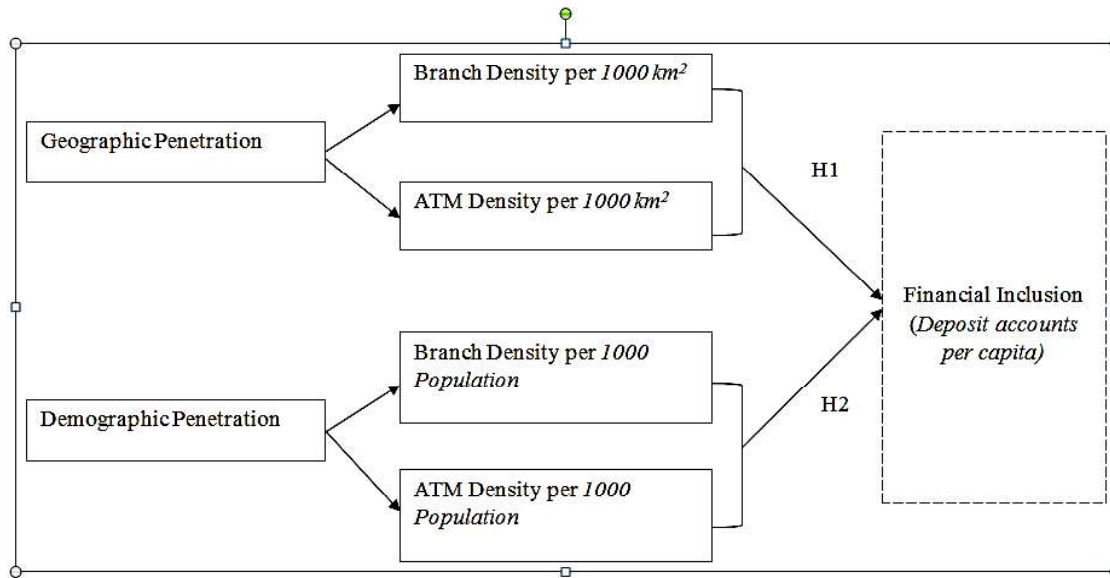 Geographic Penetration
Branch Density per 1000 km²
ATM Density per 1000 km²
H1
Financial Inclusion
(Deposit accounts
per capita)
Demographic Penetration
Branch Density per 1000
Population
ATM Density per 1000
Population
H2